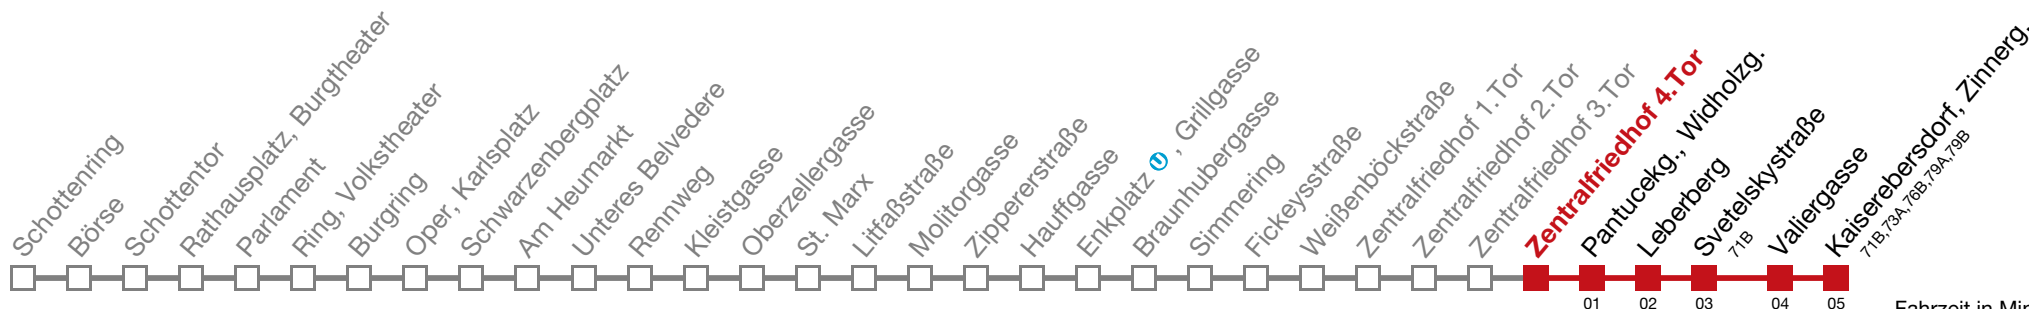 Schottenring
Börse
Schottentor
Rathausplatz, Burgtheater
Parlament
Ring, Volkstheater
Burgring
Oper, Karlsplatz
Schwarzenbergplatz
Am Heumarkt
Unteres Belvedere
Rennweg
Kleistgasse
Oberzellergasse
St. Marx
Litfaßstraße
Molitorgasse
Zippererstraße
Hauffgasse
Enkplatz U, Grillgasse
Braunhubergasse
Simmering
Fickeysstraße
Weißenböckstraße
Zentralfriedhof 1.Tor
Zentralfriedhof 2.Tor
Zentralfriedhof 3.Tor
Zentralfriedhof 4.Tor
Pantucekg., Widholzg.
Leberberg
Svetelskystraße
71B
Valiergasse
Kaiserebersdorf, Zinnerg.
71B,73A,76B,79A,79B
01 02 03 04 05
Fahrzeit in Min